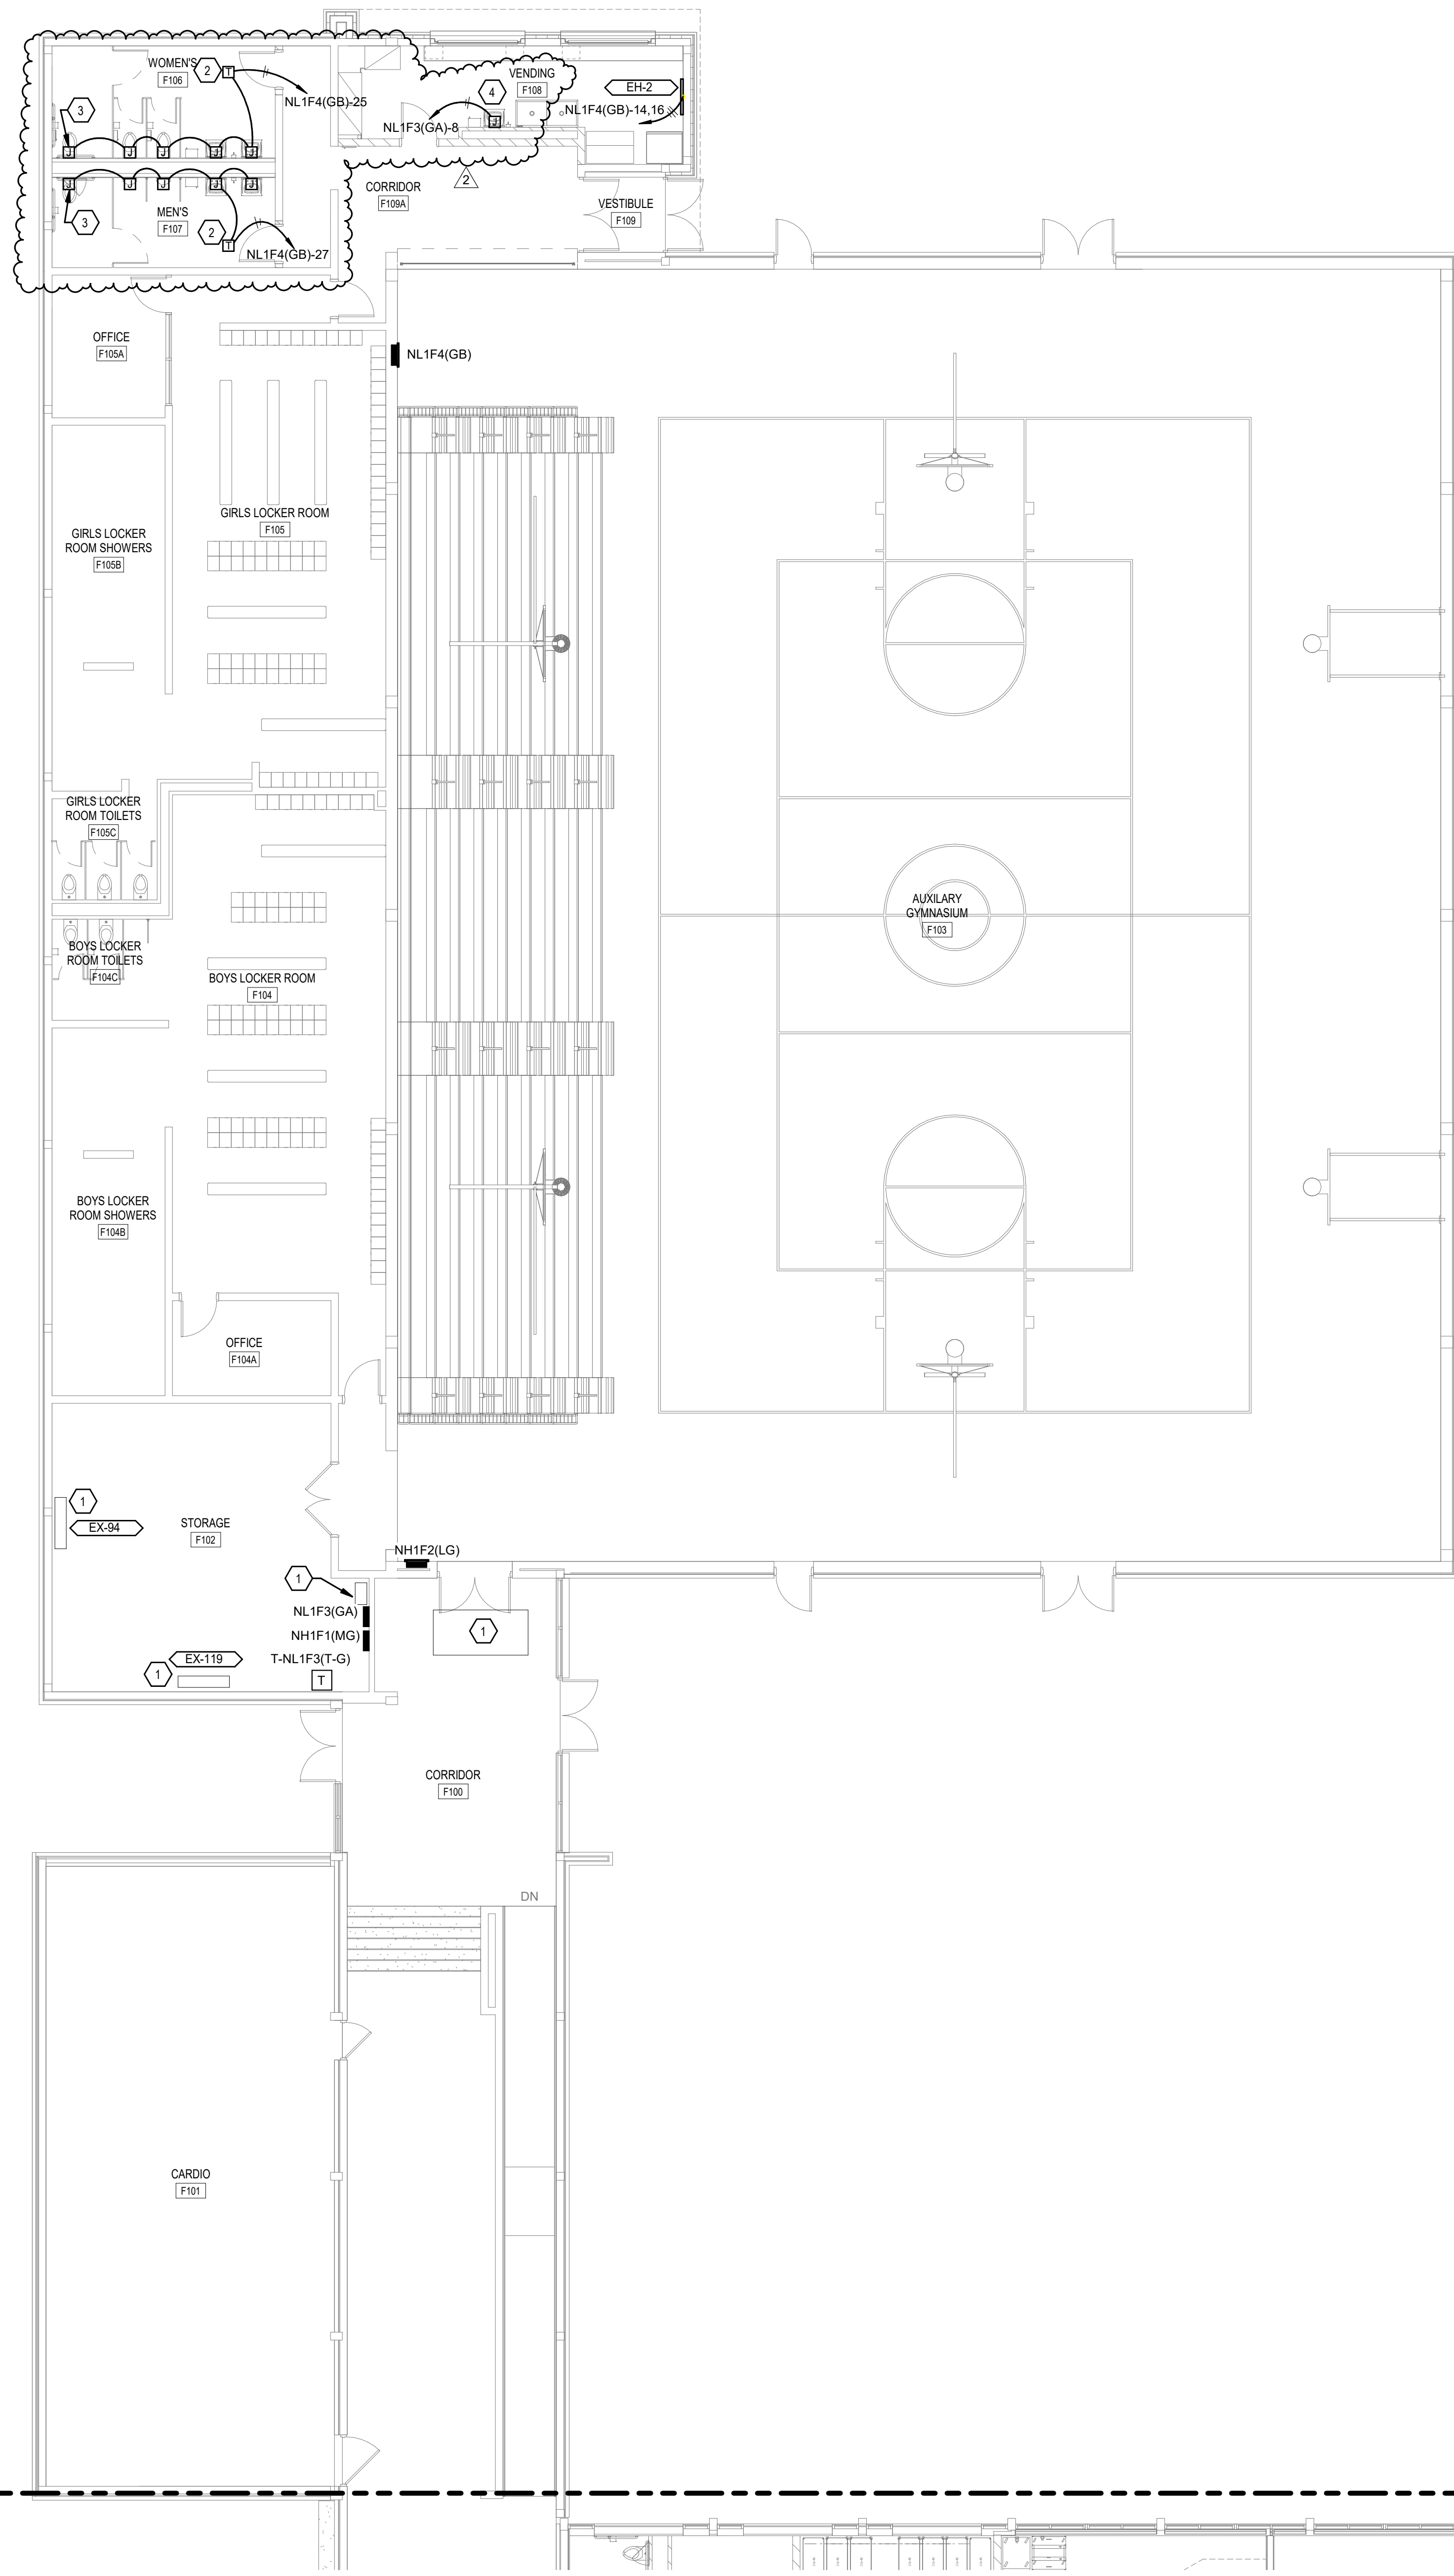 WOMEN'S
F106
2
T
NL1F4(GB)-25
3
J
J
J
J
J
VENDING
F108
4
J
NL1F3(GA)-8
EH-2
NL1F4(GB)-14,16
2
J
J
J
J
J
3
MEN'S
F107
2
T
NL1F4(GB)-27
CORRIDOR
F109A
VESTIBULE
F109
OFFICE
F105A
NL1F4(GB)
GIRLS LOCKER ROOM
F105
GIRLS LOCKER
ROOM SHOWERS
F105B
GIRLS LOCKER
ROOM TOILETS
F105C
BOYS LOCKER
ROOM TOILETS
F104C
BOYS LOCKER ROOM
F104
AUXILARY
GYMNASIUM
F103
BOYS LOCKER
ROOM SHOWERS
F104B
OFFICE
F104A
1
EX-94
STORAGE
F102
NH1F2(LG)
1
NL1F3(GA)
NH1F1(MG)
T-NL1F3(T-G)
T
EX-119
1
1
CORRIDOR
F100
DN
CARDIO
F101